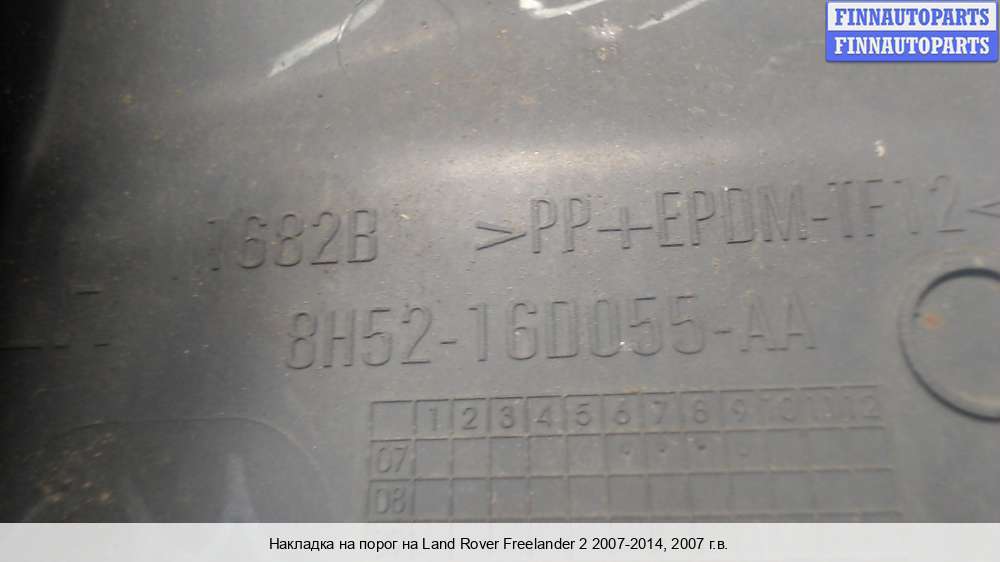 FINNAUTOPARTS
FINNAUTOPARTS
1682B >PP+EPDM-TF12<
8H52-16D055-AA
1 2 3 4 5 6 7 8 9 10 11 12
07
08
Накладка на порог на Land Rover Freelander 2 2007-2014, 2007 г.в.